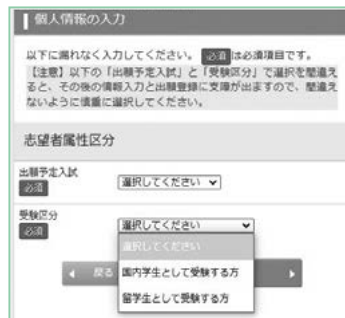 個人情報の入力
以下に漏れなく入力してください。 必須 は必須項目です。
【注意】以下の「出願予定入試」と「受験区分」で選択を間違え
ると、その後の情報入力と出願登録に支障が出ますので、間違え
ないように慎重に選択してください。
志望者属性区分
出願予定入試
必須
選択してください
受験区分
必須
選択してください
選択してください
国内学生として受験する方
留学生として受験する方
戻る